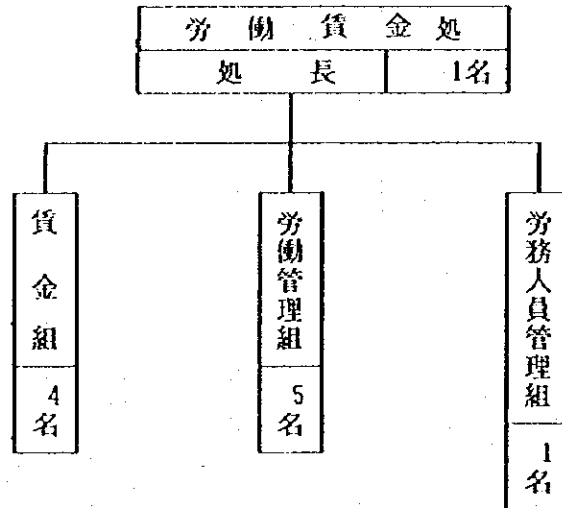 労働賃金処
処長 1名
賃金組
4名
労働管理組
5名
労務人員管理組
1名